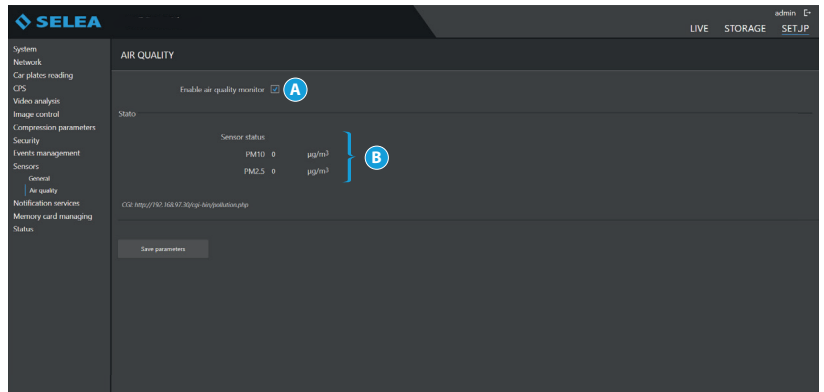 SELEA
admin
LIVE STORAGE SETUP
System
Network
Car plates reading
CPS
Video analysis
Image control
Compression parameters
Security
Events management
Sensors
General
Air quality
Notification services
Memory card managing
Status
AIR QUALITY
Enable air quality monitor A
Stato
Sensor status
PM10 0 µg/m³
PM2.5 0 µg/m³
B
CGI: http://192.168.97.30/cgi-bin/pollution.php
Save parameters